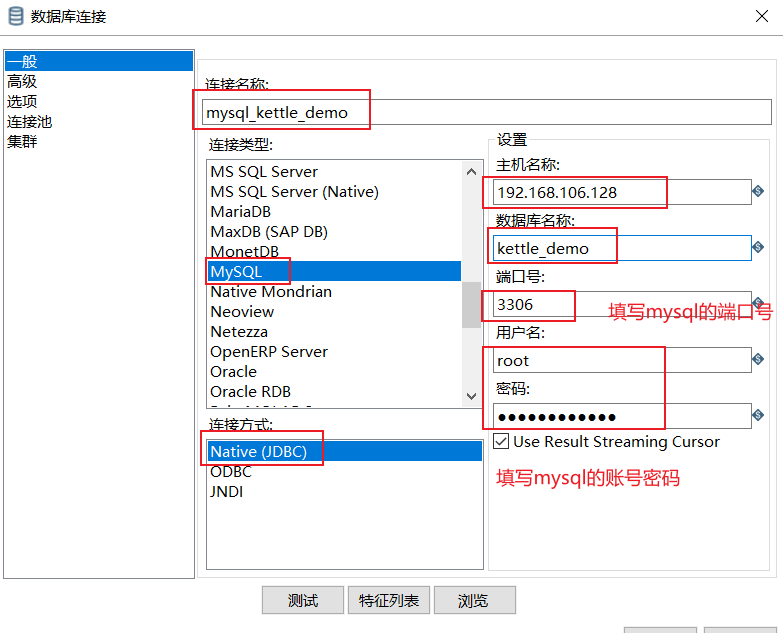 数据库连接
一般
高级
选项
连接池
集群
连接名称:
mysql_kettle_demo
连接类型:
MS SQL Server
MS SQL Server (Native)
MariaDB
MaxDB (SAP DB)
MonetDB
MySQL
Native Mondrian
Neoview
Netezza
OpenERP Server
Oracle
Oracle RDB
连接方式:
Native (JDBC)
ODBC
JNDI
设置
主机名称:
192.168.106.128
数据库名称:
kettle_demo
端口号:
3306
填写mysql的端口号
用户名:
root
密码:
●●●●●●●●●●●●
Use Result Streaming Cursor
填写mysql的账号密码
测试
特征列表
浏览